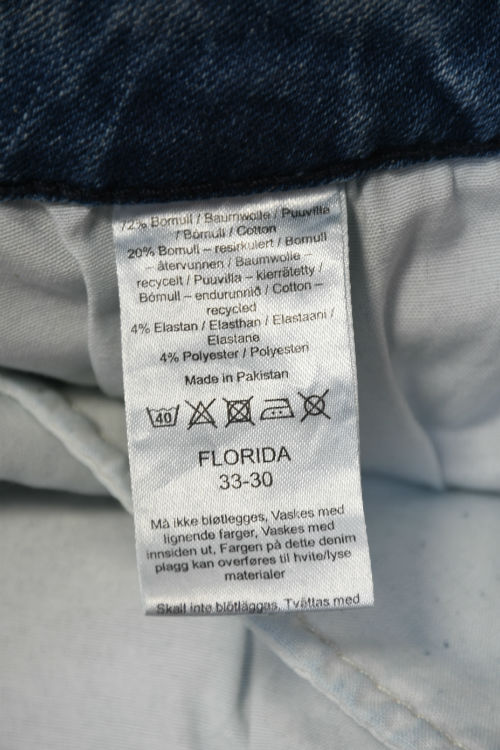 72% Bomull / Baumwolle / Puuvilla
/ Bómull / Cotton
20% Bomull – resirkulert / Bomull
– återvunnen / Baumwolle –
recycelt / Puuvilla – kierrätetty /
Bómull – endurunnið / Cotton –
recycled
4% Elastan / Elasthan / Elastaani /
Elastane
4% Polyester / Polyesteri
Made in Pakistan
40
FLORIDA
33-30
Må ikke bløtlegges, Vaskes med
lignende farger, Vaskes med
innsiden ut, Fargen på dette denim
plagg kan overføres til hvite/lyse
materialer
Skall inte blötläggas, Tvättas med